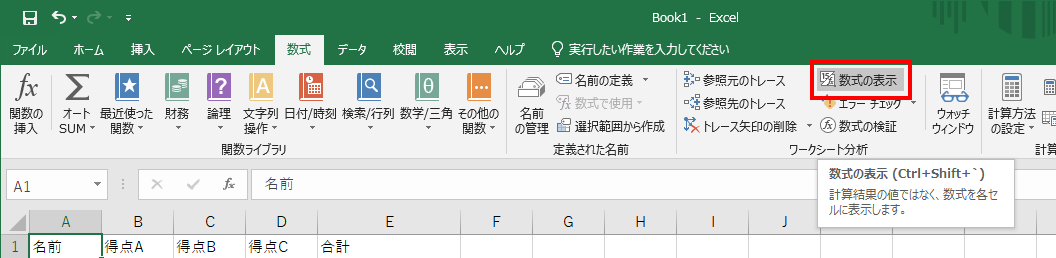 Book1 - Excel
ファイル ホーム 挿入 ページ レイアウト 数式 データ 校閲 表示 ヘルプ 実行したい作業を入力してください
fx 関数の挿入
Σ オート SUM
最近使った関数
財務
? 論理
A 文字列操作
日付/時刻
検索/行列
θ 数学/三角
その他の関数
関数ライブラリ
名前の管理
名前の定義
fx 数式で使用
選択範囲から作成
定義された名前
参照元のトレース
参照先のトレース
トレース矢印の削除
数式の表示
エラー チェック
fx 数式の検証
ワークシート分析
ウォッチ ウィンドウ
計算方法の設定
計算
数式の表示 (Ctrl+Shift+`)
計算結果の値ではなく、数式を各セ
ルに表示します。
A1 fx 名前
A B C D E F G H I J
1 名前 得点A 得点B 得点C 合計